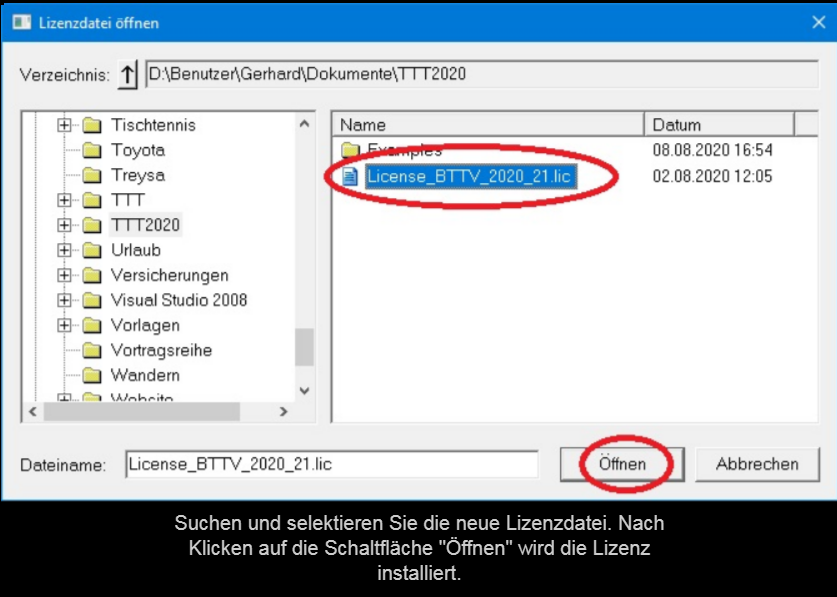 Lizenzdatei öffnen
Verzeichnis: D:\Benutzer\Gerhard\Dokumente\TTT2020
Tischtennis
Toyota
Treysa
TTT
TTT2020
Urlaub
Versicherungen
Visual Studio 2008
Vorlagen
Vortragsreihe
Wandern
Website
Name Datum
Examples 08.08.2020 16:54
License_BTTV_2020_21.lic 02.08.2020 12:05
Dateiname: License_BTTV_2020_21.lic Öffnen Abbrechen
Suchen und selektieren Sie die neue Lizenzdatei. Nach
Klicken auf die Schaltfläche "Öffnen" wird die Lizenz
installiert.